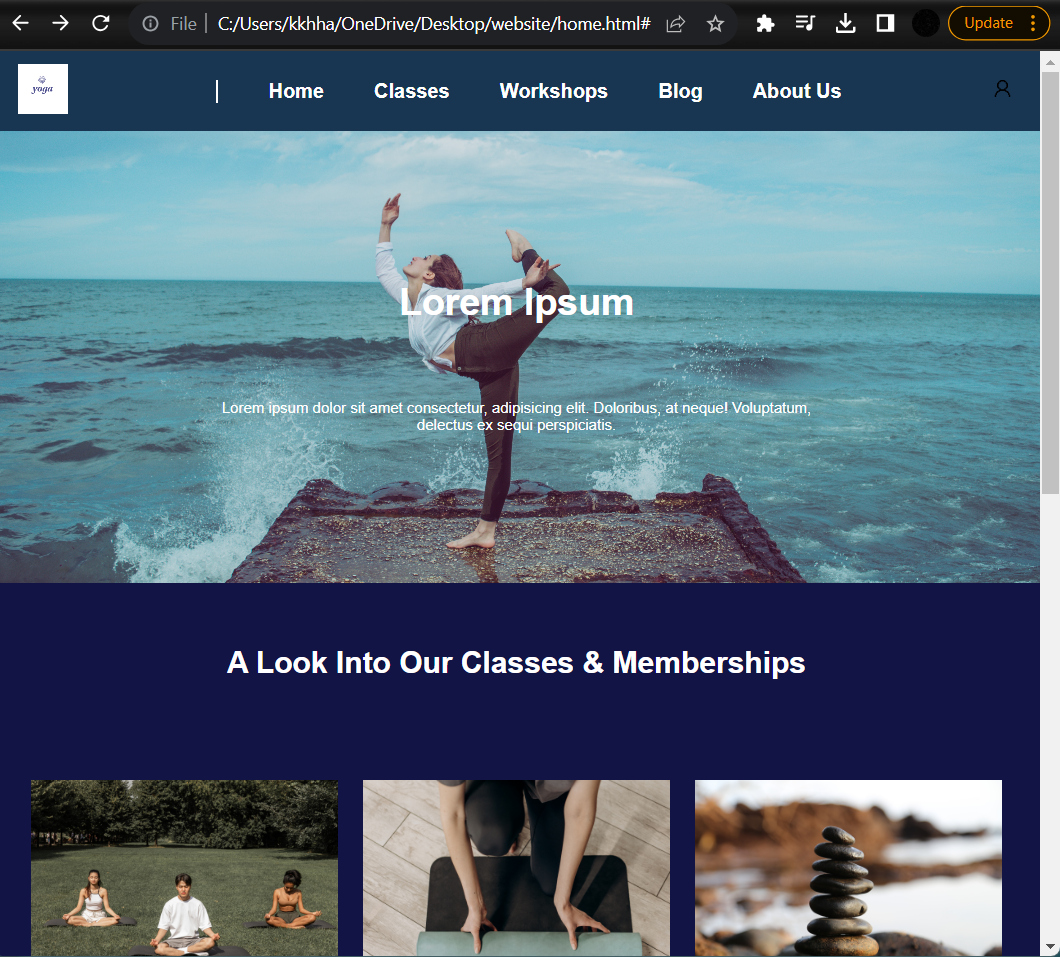 File | C:/Users/kkhha/OneDrive/Desktop/website/home.html#
Update
yoga
| Home Classes Workshops Blog About Us
Lorem Ipsum
Lorem ipsum dolor sit amet consectetur, adipisicing elit. Doloribus, at neque! Voluptatum,
delectus ex sequi perspiciatis.
A Look Into Our Classes & Memberships